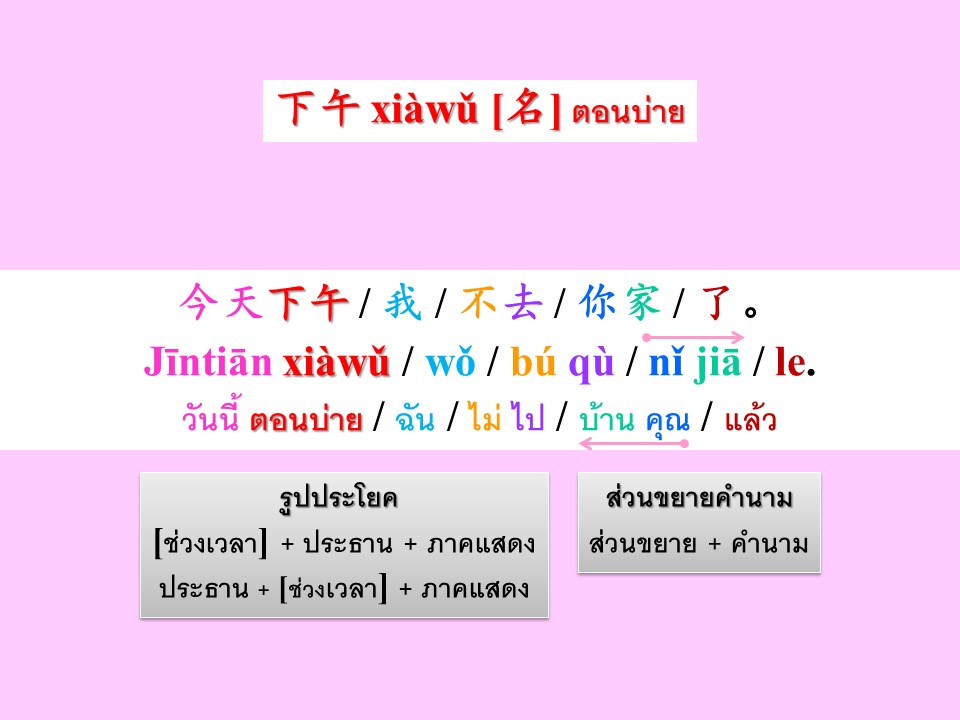 下午 xiàwǔ [名] ตอนบ่าย
今天下午 / 我 / 不去 / 你家 / 了。
Jīntiān xiàwǔ / wǒ / bú qù / nǐ jiā / le.
วันนี้ ตอนบ่าย / ฉัน / ไม่ ไป / บ้าน คุณ / แล้ว
รูปประโยค
[ช่วงเวลา] + ประธาน + ภาคแสดง
ประธาน + [ช่วงเวลา] + ภาคแสดง
ส่วนขยายคำนาม
ส่วนขยาย + คำนาม